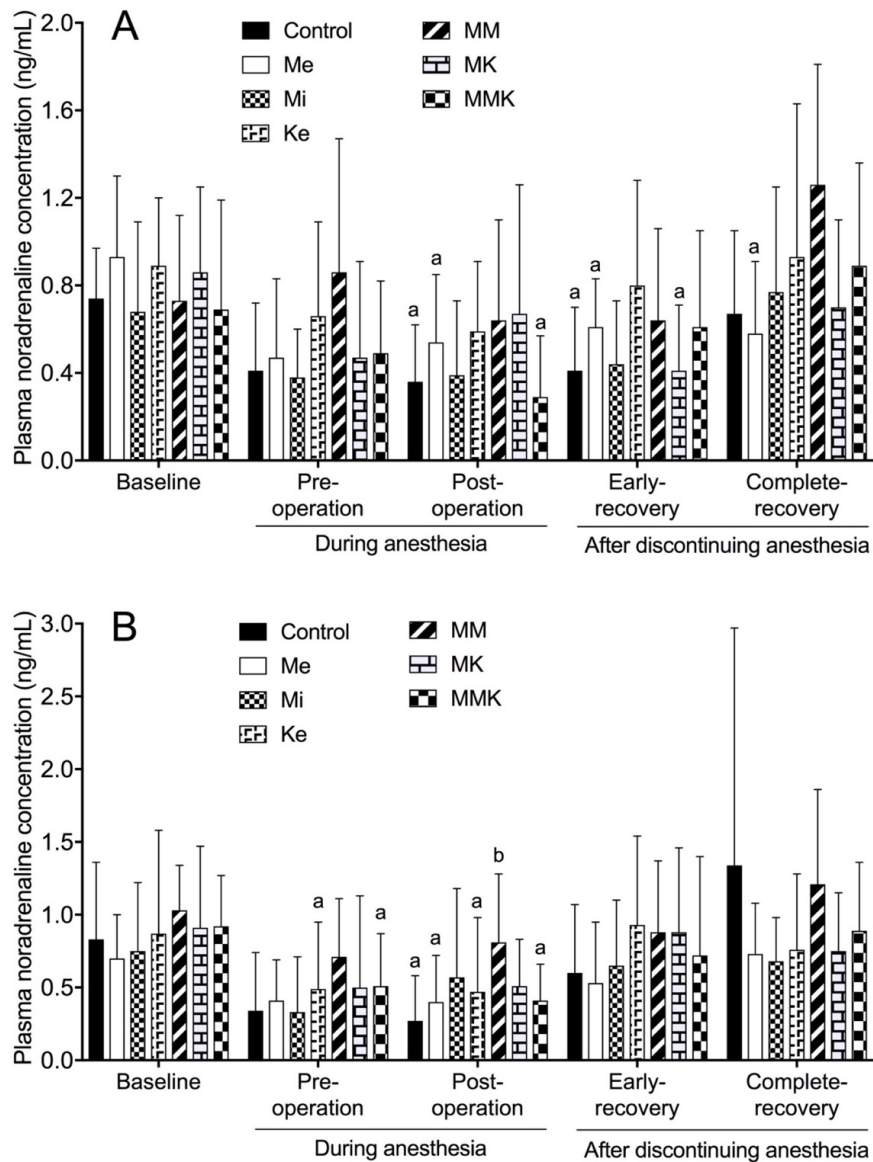 A
Plasma noradrenaline concentration (ng/mL)
2.0
1.6
1.2
0.8
0.4
0.0
Control
Me
Mi
Ke
MM
MK
MMK
a a a
a a a
a
Baseline
Pre-operation
Post-operation
Early-recovery
Complete-recovery
During anesthesia
After discontinuing anesthesia
B
Plasma noradrenaline concentration (ng/mL)
3.0
2.5
2.0
1.5
1.0
0.5
0.0
Control
Me
Mi
Ke
MM
MK
MMK
a a
a a a b a
Baseline
Pre-operation
Post-operation
Early-recovery
Complete-recovery
During anesthesia
After discontinuing anesthesia